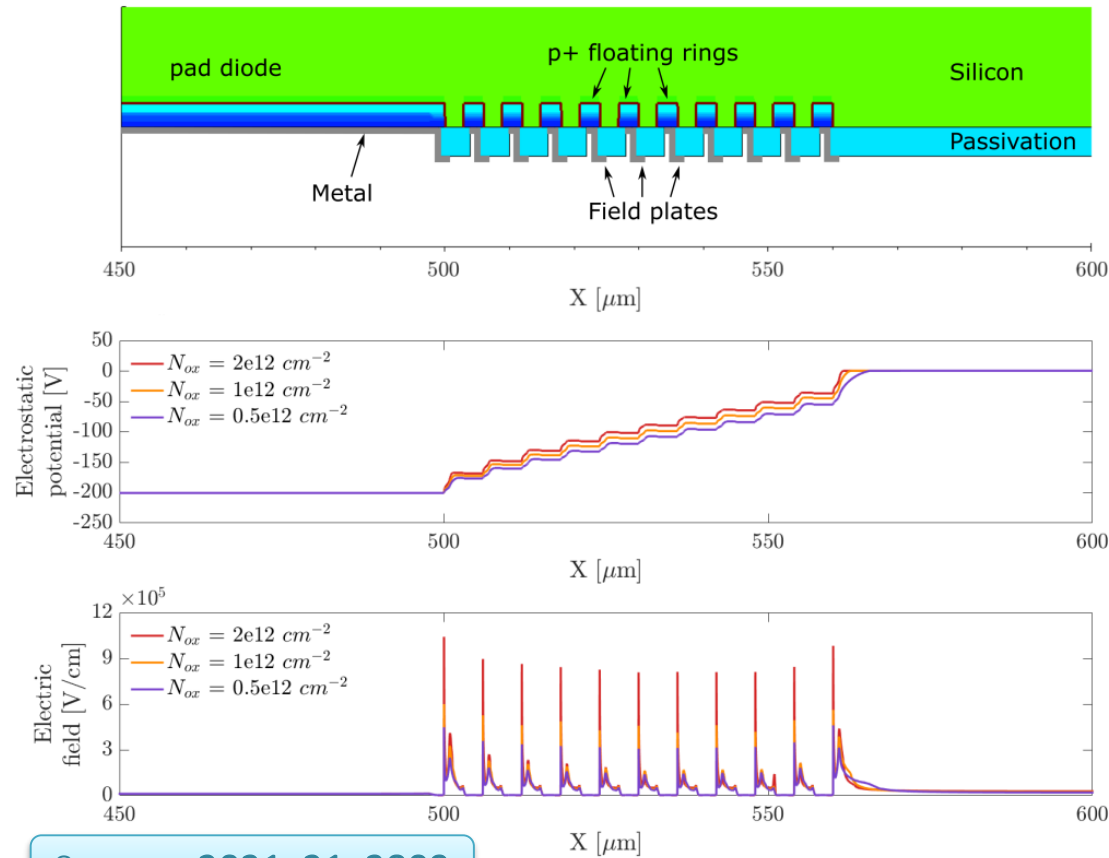 pad diode
p+ floating rings
Silicon
Passivation
Metal
Field plates
450 500 550 600
X [μm]
50
0
-50
-100
-150
-200
-250
Electrostatic
potential [V]
N_ox = 2e12 cm^-2
N_ox = 1e12 cm^-2
N_ox = 0.5e12 cm^-2
450 500 550 600
X [μm]
×10^5
12
9
6
3
0
Electric
field [V/cm]
N_ox = 2e12 cm^-2
N_ox = 1e12 cm^-2
N_ox = 0.5e12 cm^-2
450 500 550 600
X [μm]